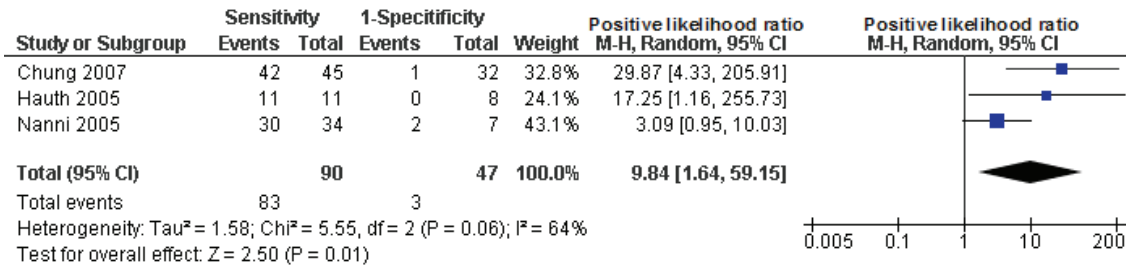 Sensitivity 1-Specitificity Positive likelihood ratio Positive likelihood ratio
Study or Subgroup Events Total Events Total Weight M-H, Random, 95% CI M-H, Random, 95% CI
Chung 2007 42 45 1 32 32.8% 29.87 [4.33, 205.91]
Hauth 2005 11 11 0 8 24.1% 17.25 [1.16, 255.73]
Nanni 2005 30 34 2 7 43.1% 3.09 [0.95, 10.03]
Total (95% CI) 90 47 100.0% 9.84 [1.64, 59.15]
Total events 83 3
Heterogeneity: Tau² = 1.58; Chi² = 5.55, df = 2 (P = 0.06); I² = 64%
Test for overall effect: Z = 2.50 (P = 0.01)
0.005 0.1 1 10 200